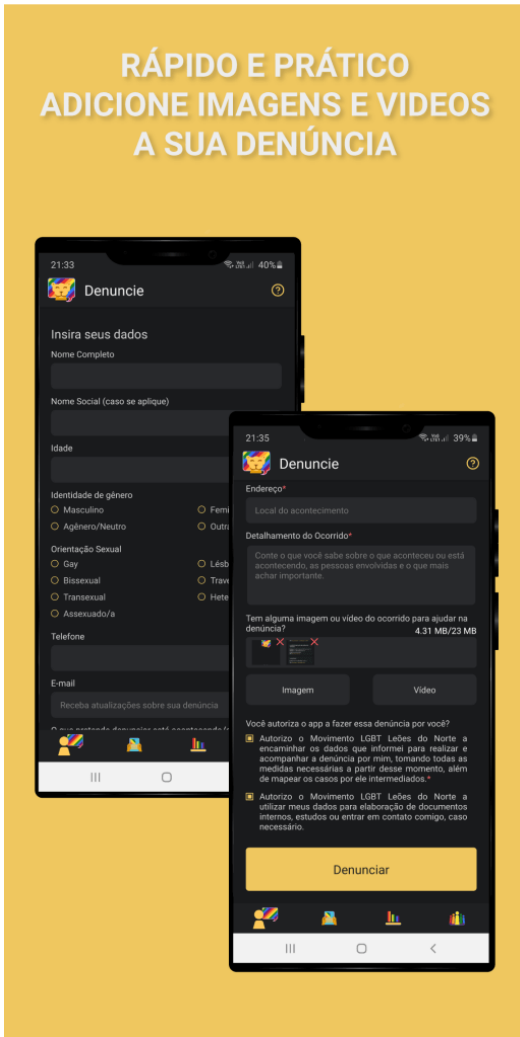 RÁPIDO E PRÁTICO
ADICIONE IMAGENS E VIDEOS
A SUA DENÚNCIA
21:33
40%
Denuncie
Insira seus dados
Nome Completo
Nome Social (caso se aplique)
Idade
Identidade de gênero
Masculino
Agênero/Neutro
Orientação Sexual
Gay
Bissexual
Transexual
Assexuado/a
Telefone
E-mail
Receba atualizações sobre sua denúncia
21:35
39%
Denuncie
Endereço*
Local do acontecimento
Detalhamento do Ocorrido*
Conte o que você sabe sobre o que aconteceu ou está
acontecendo, as pessoas envolvidas e o que mais
achar importante.
Tem alguma imagem ou vídeo do ocorrido para ajudar na
denúncia?
4.31 MB/23 MB
Imagem Vídeo
Você autoriza o app a fazer essa denúncia por você?
Autorizo o Movimento LGBT Leões do Norte a
encaminhar os dados que informei para realizar e
acompanhar a denúncia por mim, tomando todas as
medidas necessárias a partir desse momento, além
de mapear os casos por ele intermediados.*
Autorizo o Movimento LGBT Leões do Norte a
utilizar meus dados para elaboração de documentos
internos, estudos ou entrar em contato comigo, caso
necessário.
Denunciar